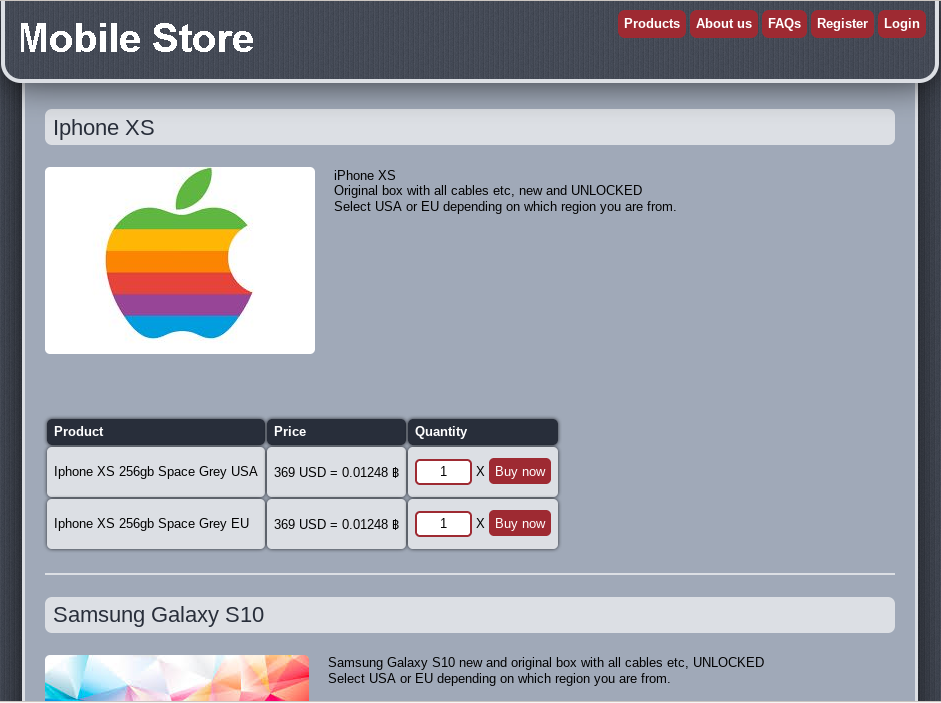 Mobile Store
Products About us FAQs Register Login
Iphone XS
iPhone XS
Original box with all cables etc, new and UNLOCKED
Select USA or EU depending on which region you are from.
Product Price Quantity
Iphone XS 256gb Space Grey USA 369 USD = 0.01248 ฿ 1 X Buy now
Iphone XS 256gb Space Grey EU 369 USD = 0.01248 ฿ 1 X Buy now
Samsung Galaxy S10
Samsung Galaxy S10 new and original box with all cables etc, UNLOCKED
Select USA or EU depending on which region you are from.